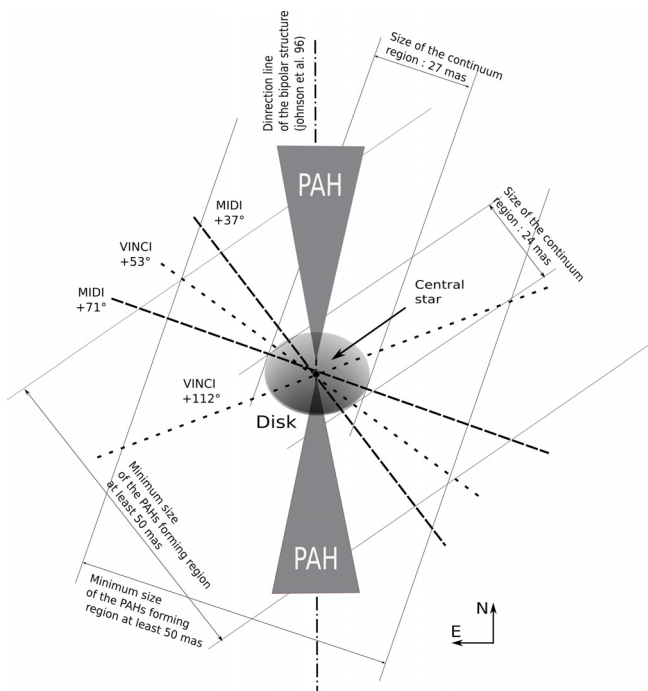 Dinrection line
of the bipolar structure
(johnson et al. 96)
Size of the continuum
region : 27 mas
PAH
MIDI
+37°
VINCI
+53°
MIDI
+71°
Size of the continuum
region : 24 mas
Central
star
VINCI
+112°
Disk
Minimum size
of the PAHs forming region
at least 50 mas
PAH
Minimum size
of the PAHs forming
region at least 50 mas
N
E